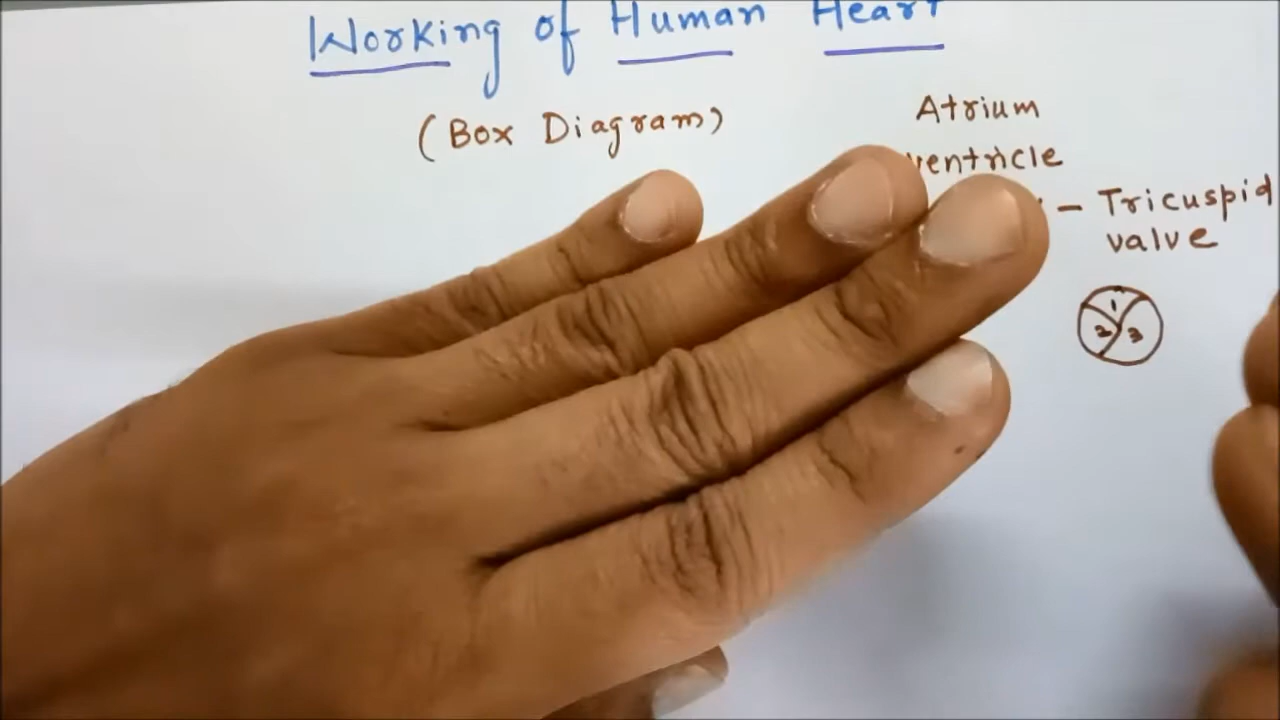 Working of Human Heart
(Box Diagram)
Atrium
ventricle
- Tricuspid
valve
1
2 3